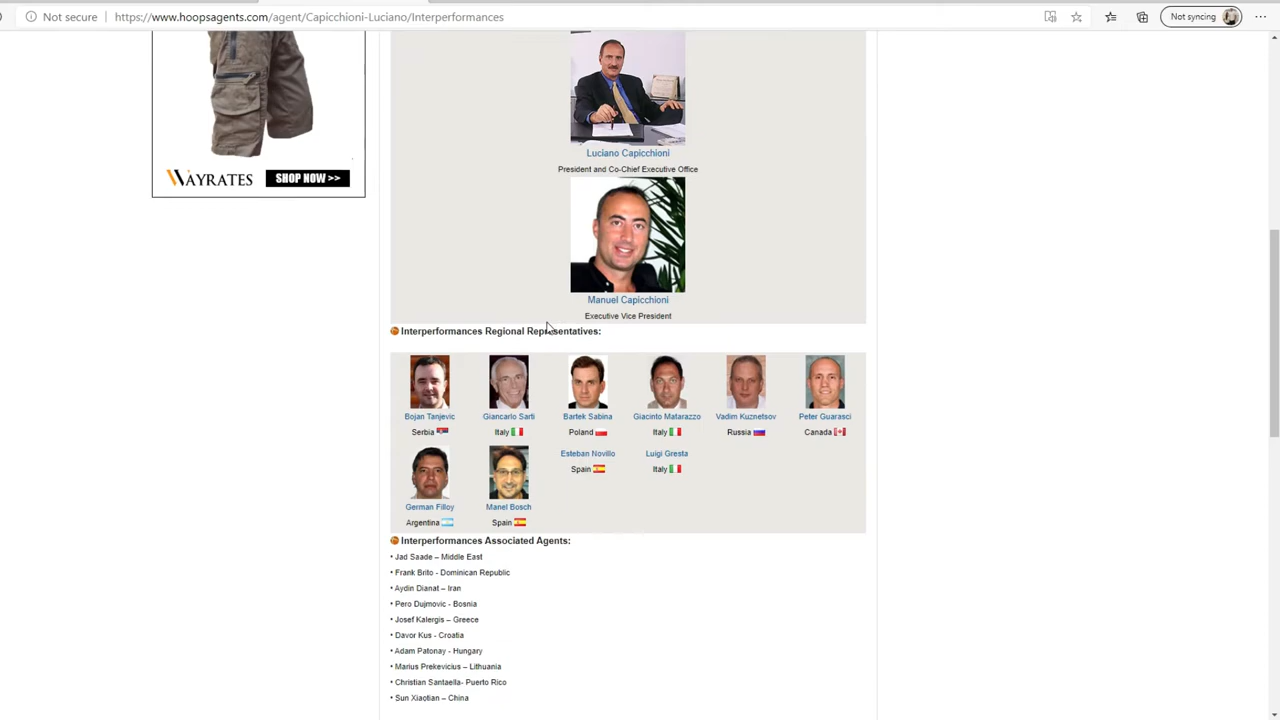 Not secure
https://www.hoopsagents.com/agent/Capicchioni-Luciano/Interperformances
Not syncing
WAYRATES
SHOP NOW >>
Luciano Capicchioni
President and Co-Chief Executive Office
Manuel Capicchioni
Executive Vice President
Interperformances Regional Representatives:
Bojan Tanjevic Giancarlo Sarti Bartek Sabina Giacinto Matarazzo Vadim Kuznetsov Peter Guarasci
Serbia Italy Poland Italy Russia Canada
Esteban Novillo Luigi Gresta
Spain Italy
German Filloy Manel Bosch
Argentina Spain
Interperformances Associated Agents:
• Jad Saade – Middle East
• Frank Brito - Dominican Republic
• Aydin Dianat – Iran
• Pero Dujmovic - Bosnia
• Josef Kalergis – Greece
• Davor Kus - Croatia
• Adam Patonay - Hungary
• Marius Prekevicius – Lithuania
• Christian Santaella- Puerto Rico
• Sun Xiaotian – China